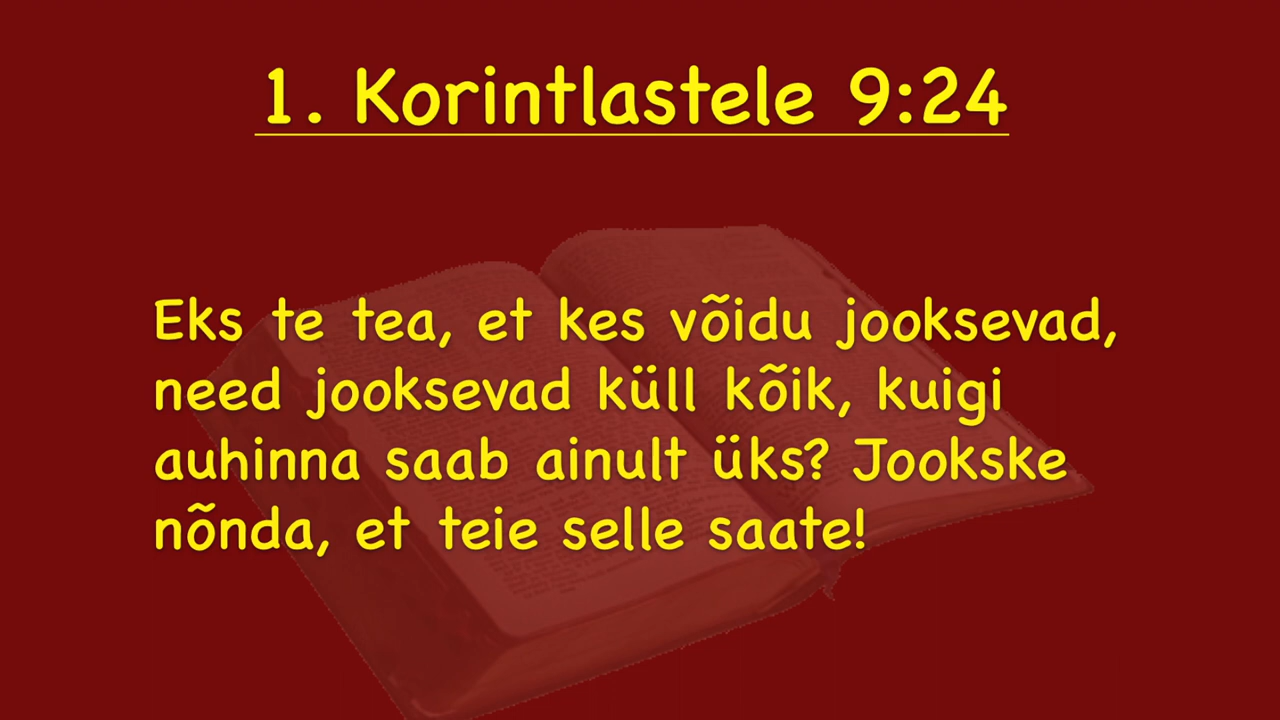 1. Korintlastele 9:24
Eks te tea, et kes võidu jooksevad,
need jooksevad küll kõik, kuigi
auhinna saab ainult üks? Jookske
nõnda, et teie selle saate!